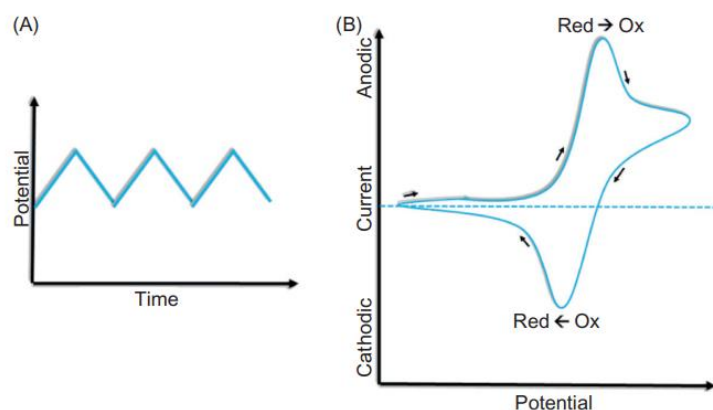 (A)
Potential
Time
(B)
Anodic
Current
Cathodic
Red → Ox
Red ← Ox
Potential